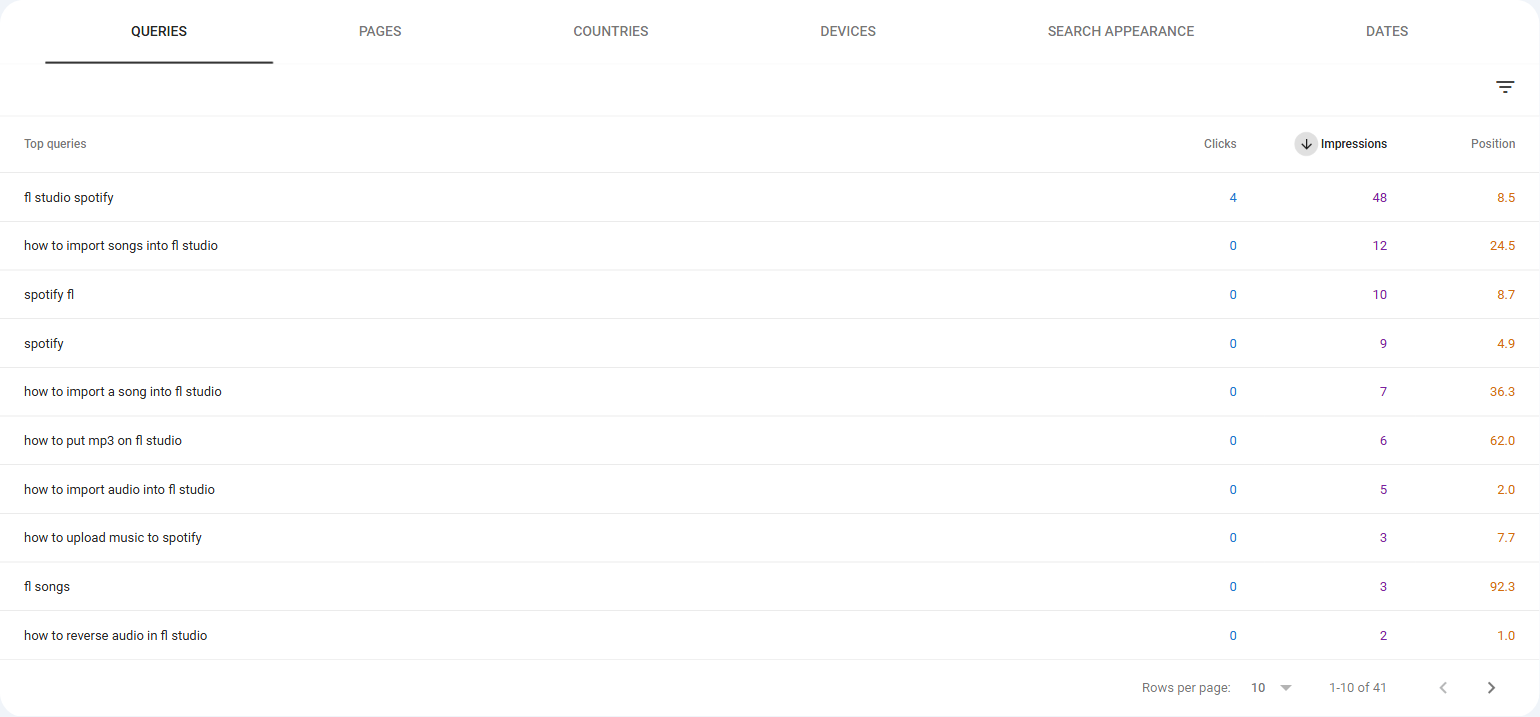 QUERIES PAGES COUNTRIES DEVICES SEARCH APPEARANCE DATES
Top queries Clicks Impressions Position
fl studio spotify 4 48 8.5
how to import songs into fl studio 0 12 24.5
spotify fl 0 10 8.7
spotify 0 9 4.9
how to import a song into fl studio 0 7 36.3
how to put mp3 on fl studio 0 6 62.0
how to import audio into fl studio 0 5 2.0
how to upload music to spotify 0 3 7.7
fl songs 0 3 92.3
how to reverse audio in fl studio 0 2 1.0
Rows per page: 10 1-10 of 41